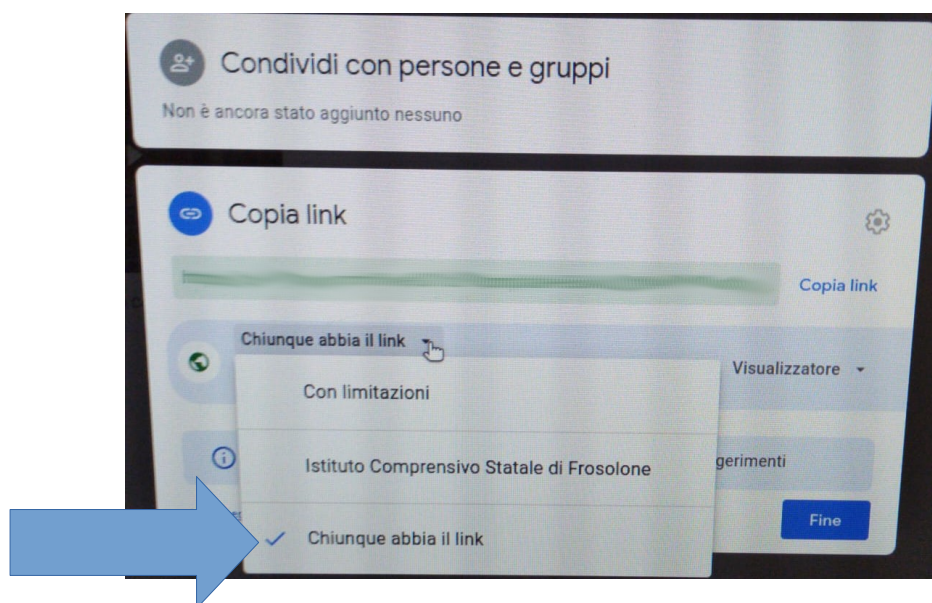 Condividi con persone e gruppi
Non è ancora stato aggiunto nessuno
Copia link
Copia link
Chiunque abbia il link
Visualizzatore
Con limitazioni
Istituto Comprensivo Statale di Frosolone
gerimenti
Chiunque abbia il link
Fine